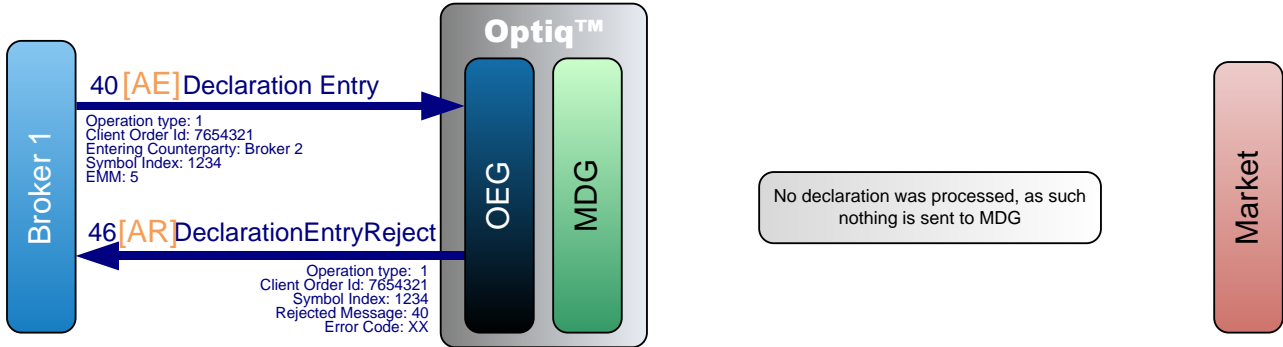 Optiq™
Broker 1
40 [AE] Declaration Entry
Operation type: 1
Client Order Id: 7654321
Entering Counterparty: Broker 2
Symbol Index: 1234
EMM: 5
46 [AR]DeclarationEntryReject
Operation type: 1
Client Order Id: 7654321
Symbol Index: 1234
Rejected Message: 40
Error Code: XX
OEG
MDG
No declaration was processed, as such
nothing is sent to MDG
Market